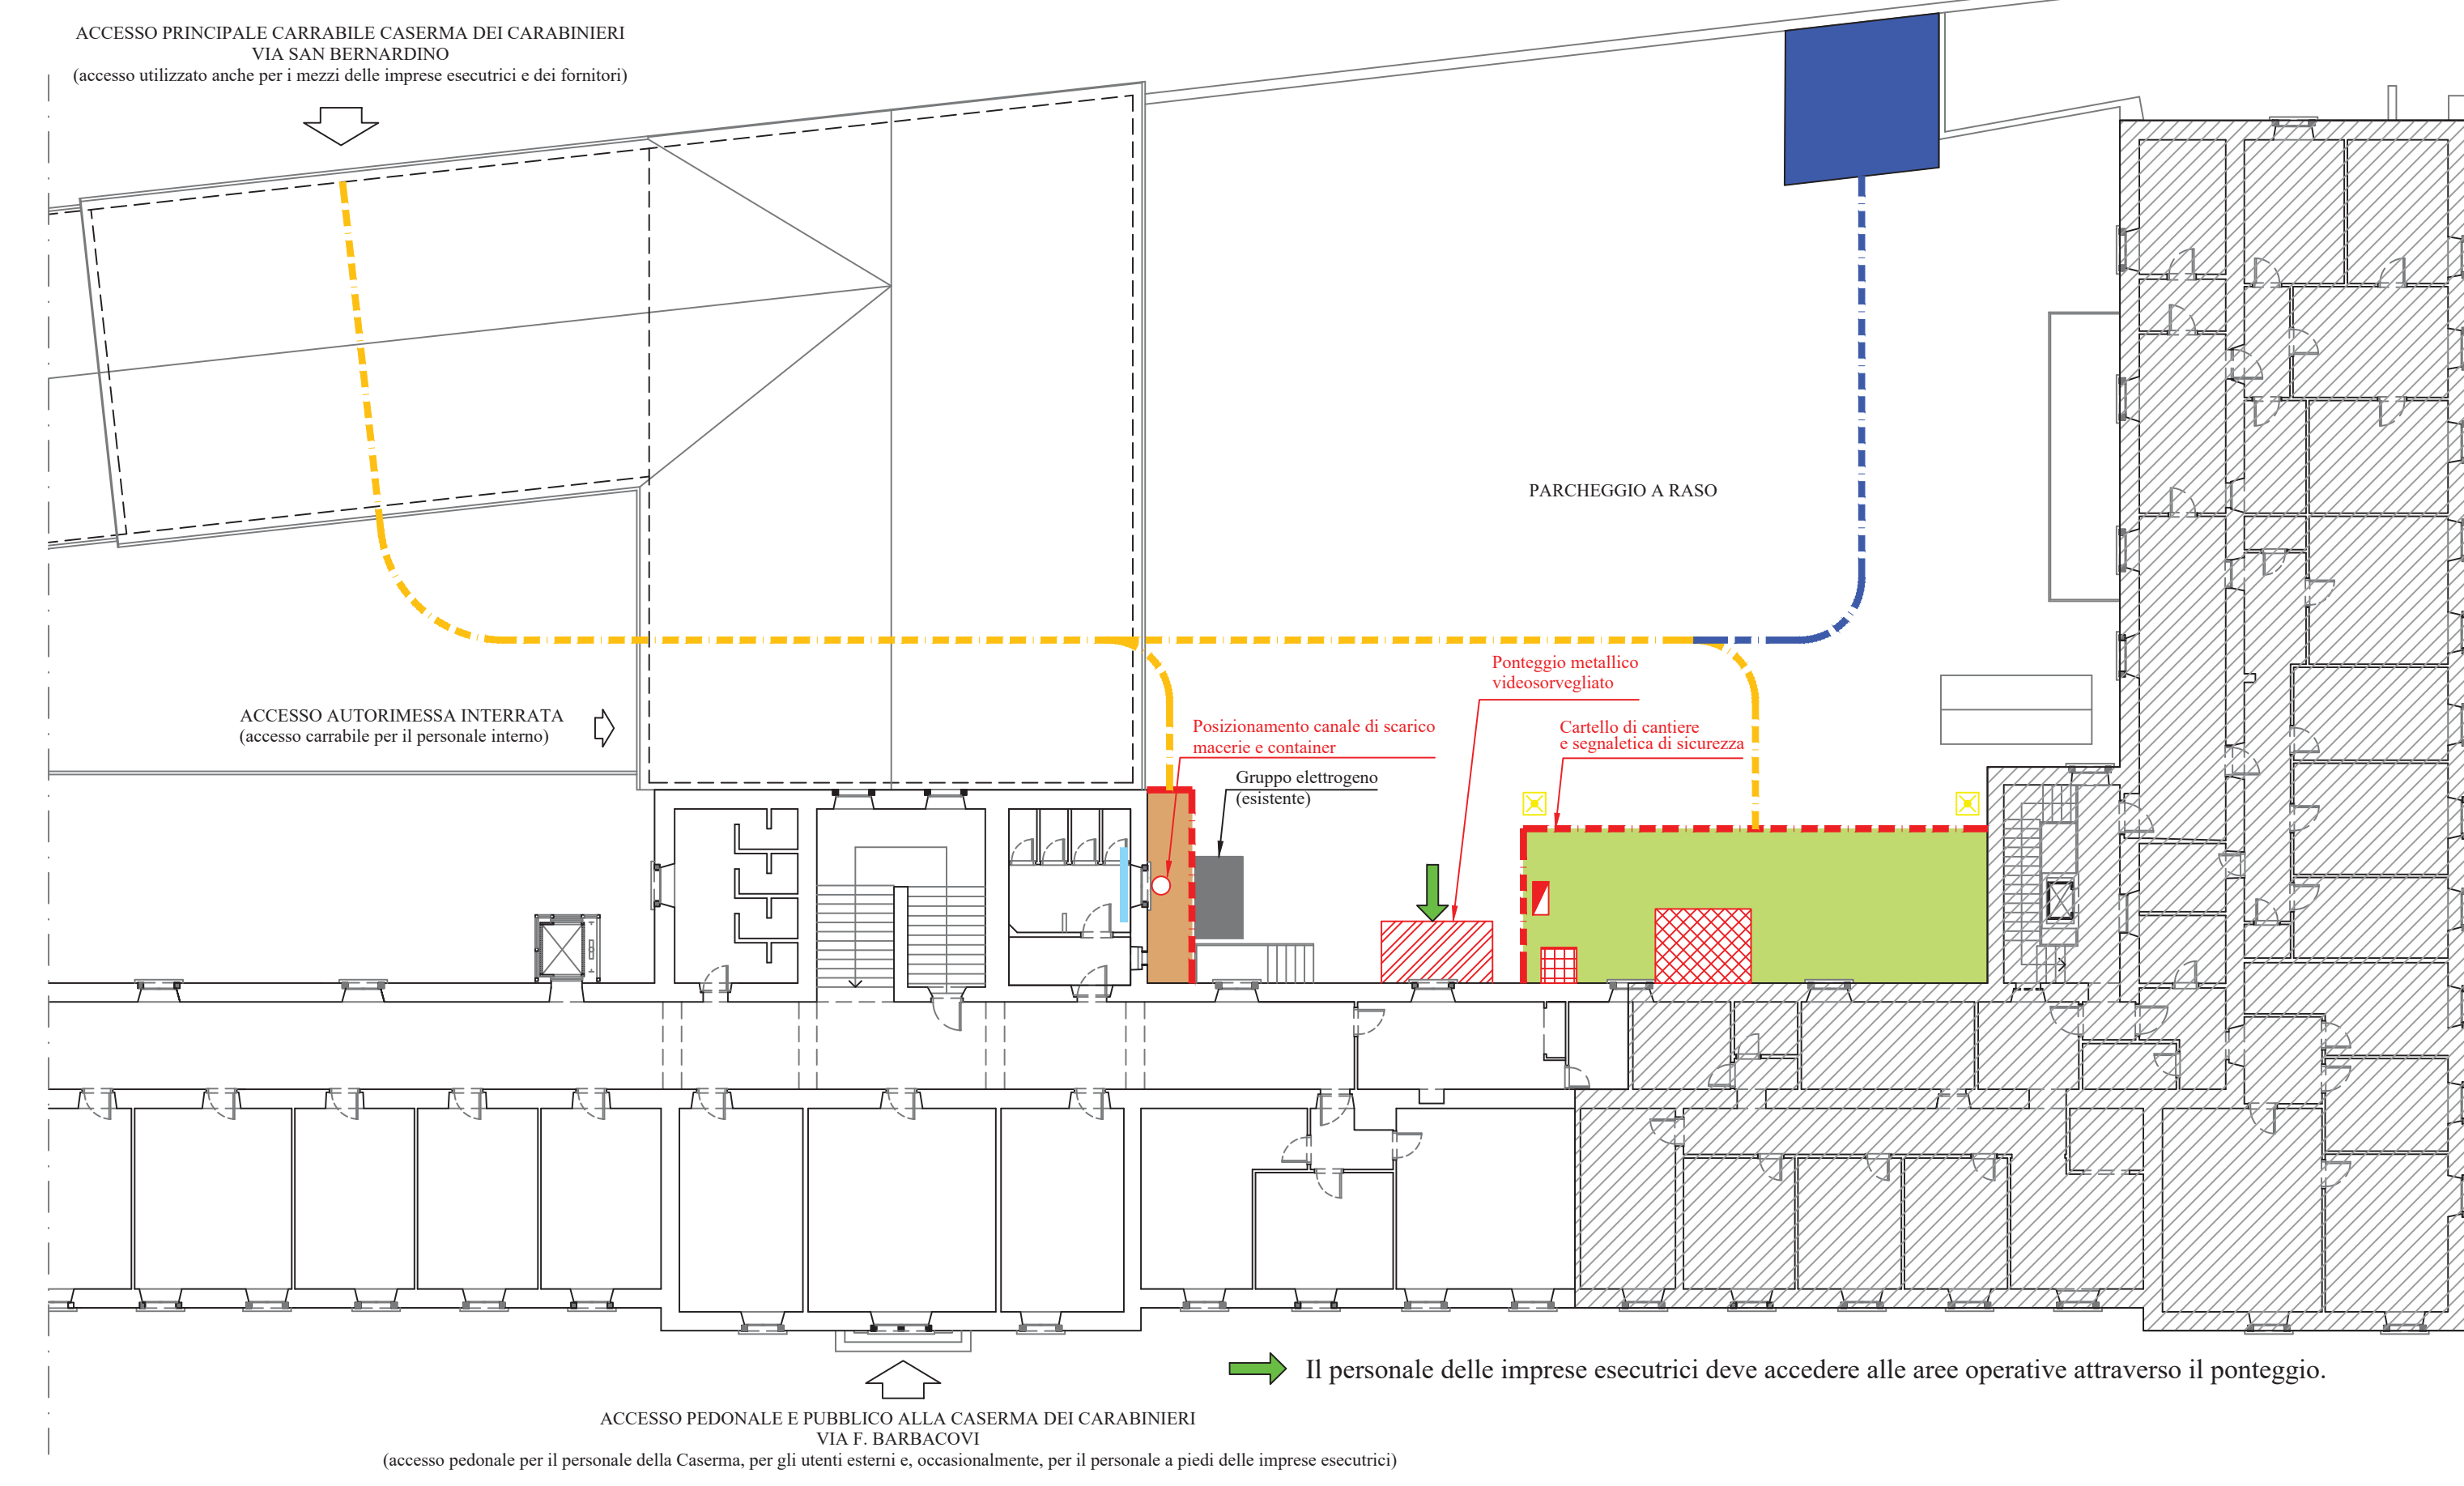 ACCESSO PRINCIPALE CARRABILE CASERMA DEI CARABINIERI
VIA SAN BERNARDINO
(accesso utilizzato anche per i mezzi delle imprese esecutrici e dei fornitori)
PARCHEGGIO A RASO
Ponteggio metallico
videosorvegliato
ACCESSO AUTORIMESSA INTERRATA
(accesso carrabile per il personale interno)
Posizionamento canale di scarico
macerie e container
Cartello di cantiere
e segnaletica di sicurezza
Gruppo elettrogeno
(esistente)
Il personale delle imprese esecutrici deve accedere alle aree operative attraverso il ponteggio.
ACCESSO PEDONALE E PUBBLICO ALLA CASERMA DEI CARABINIERI
VIA F. BARBACOVI
(accesso pedonale per il personale della Caserma, per gli utenti esterni e, occasionalmente, per il personale a piedi delle imprese esecutrici)